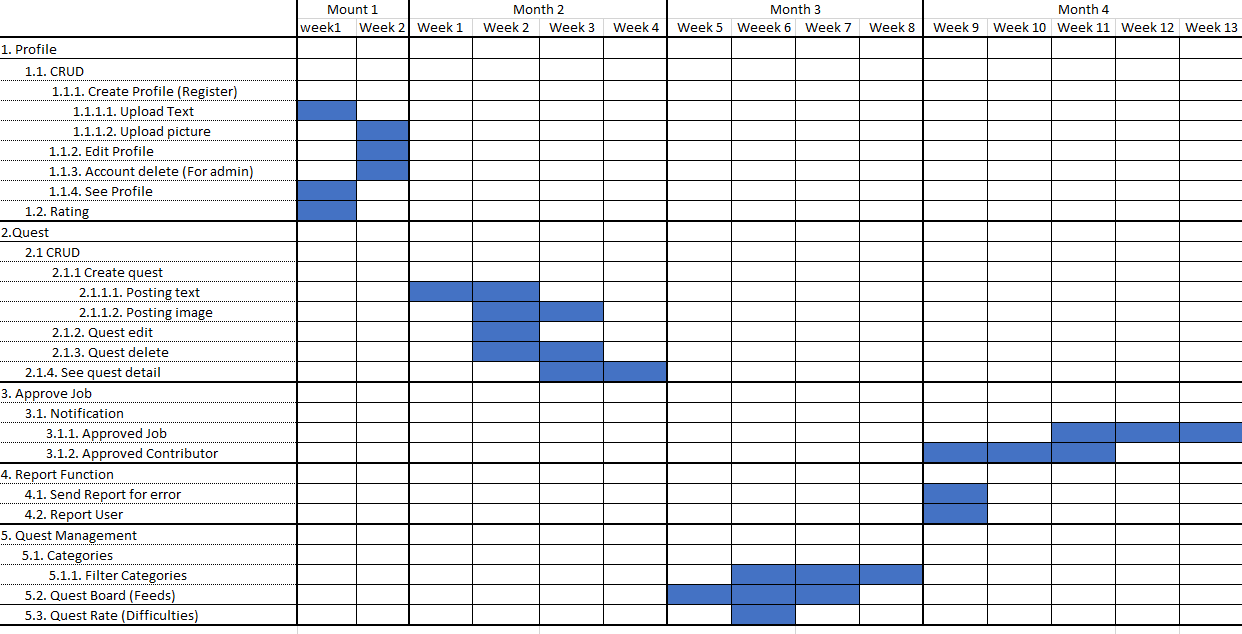 Mount 1 Month 2 Month 3 Month 4
week1 Week 2 Week 1 Week 2 Week 3 Week 4 Week 5 Weeek 6 Week 7 Week 8 Week 9 Week 10 Week 11 Week 12 Week 13
1. Profile
1.1. CRUD
1.1.1. Create Profile (Register)
1.1.1.1. Upload Text
1.1.1.2. Upload picture
1.1.2. Edit Profile
1.1.3. Account delete (For admin)
1.1.4. See Profile
1.2. Rating
2.Quest
2.1 CRUD
2.1.1 Create quest
2.1.1.1. Posting text
2.1.1.2. Posting image
2.1.2. Quest edit
2.1.3. Quest delete
2.1.4. See quest detail
3. Approve Job
3.1. Notification
3.1.1. Approved Job
3.1.2. Approved Contributor
4. Report Function
4.1. Send Report for error
4.2. Report User
5. Quest Management
5.1. Categories
5.1.1. Filter Categories
5.2. Quest Board (Feeds)
5.3. Quest Rate (Difficulties)